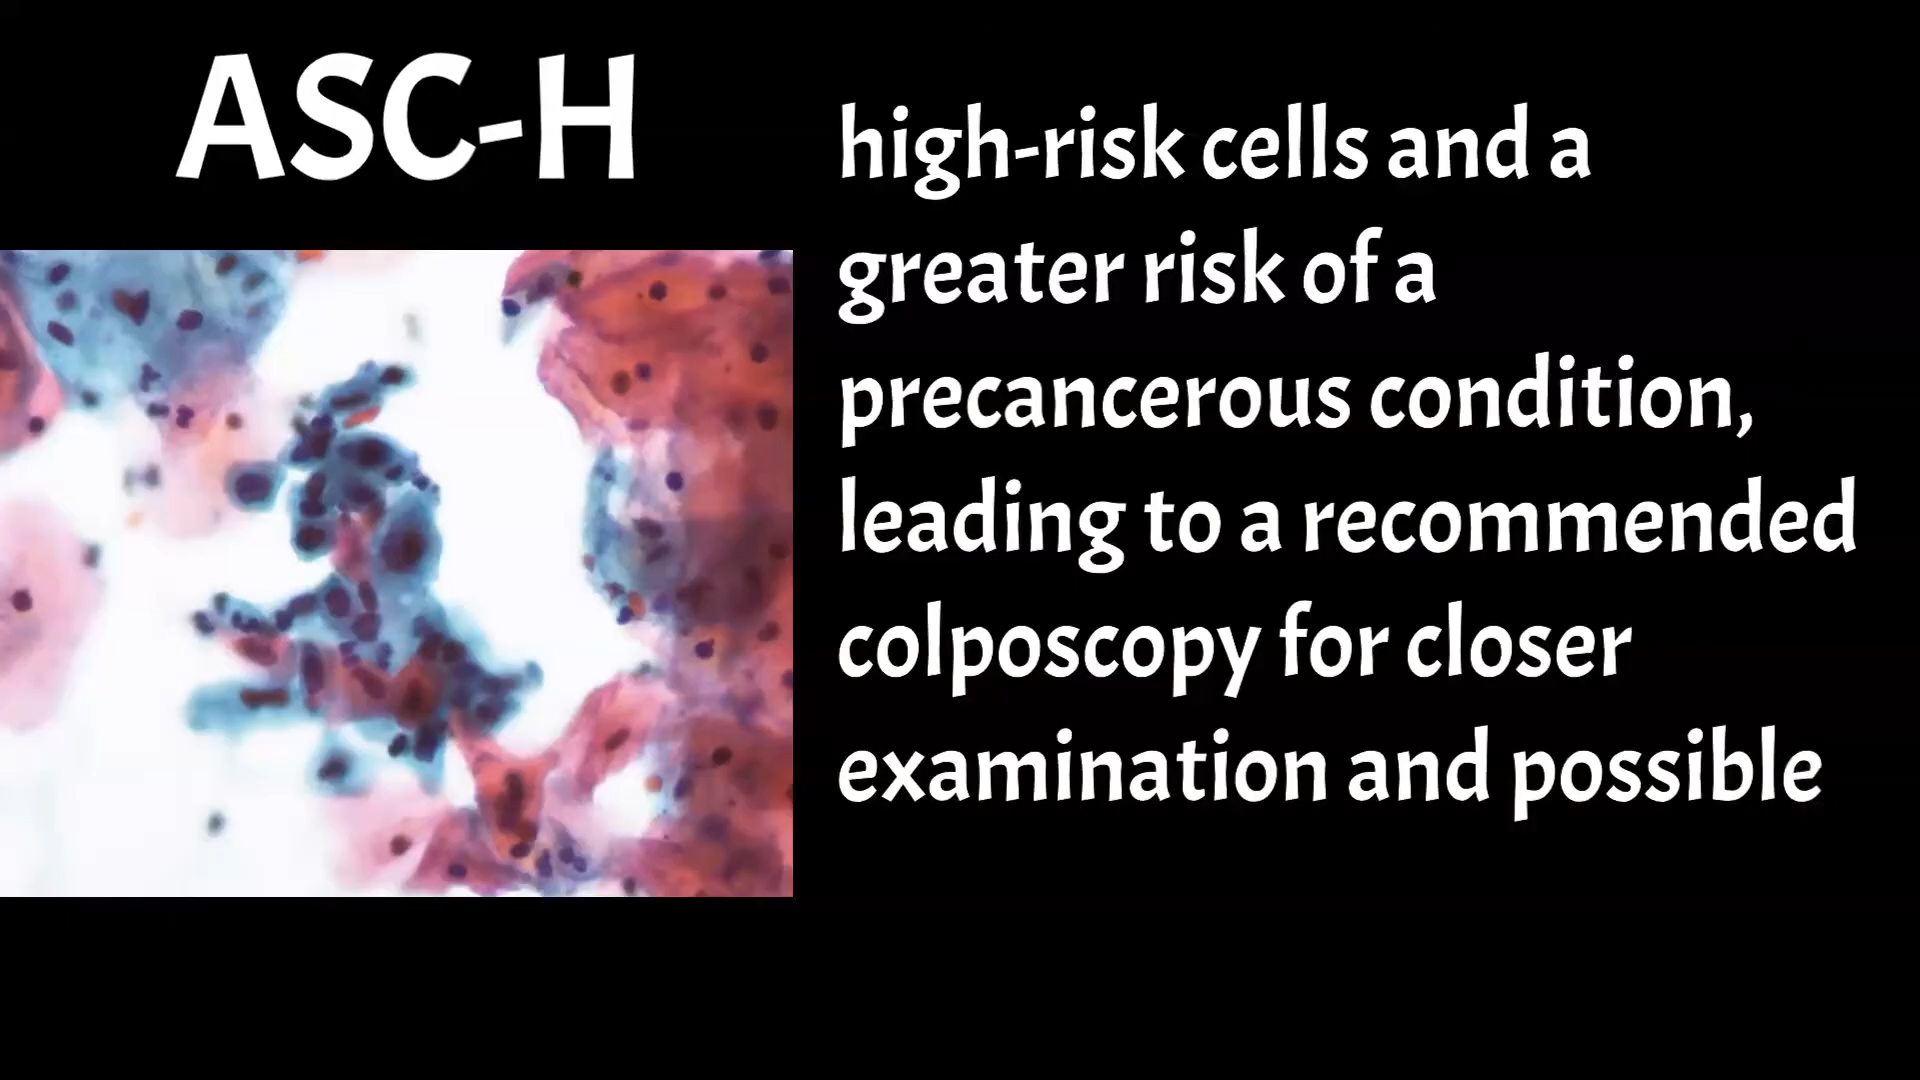 ASC-H
high-risk cells and a
greater risk of a
precancerous condition,
leading to a recommended
colposcopy for closer
examination and possible